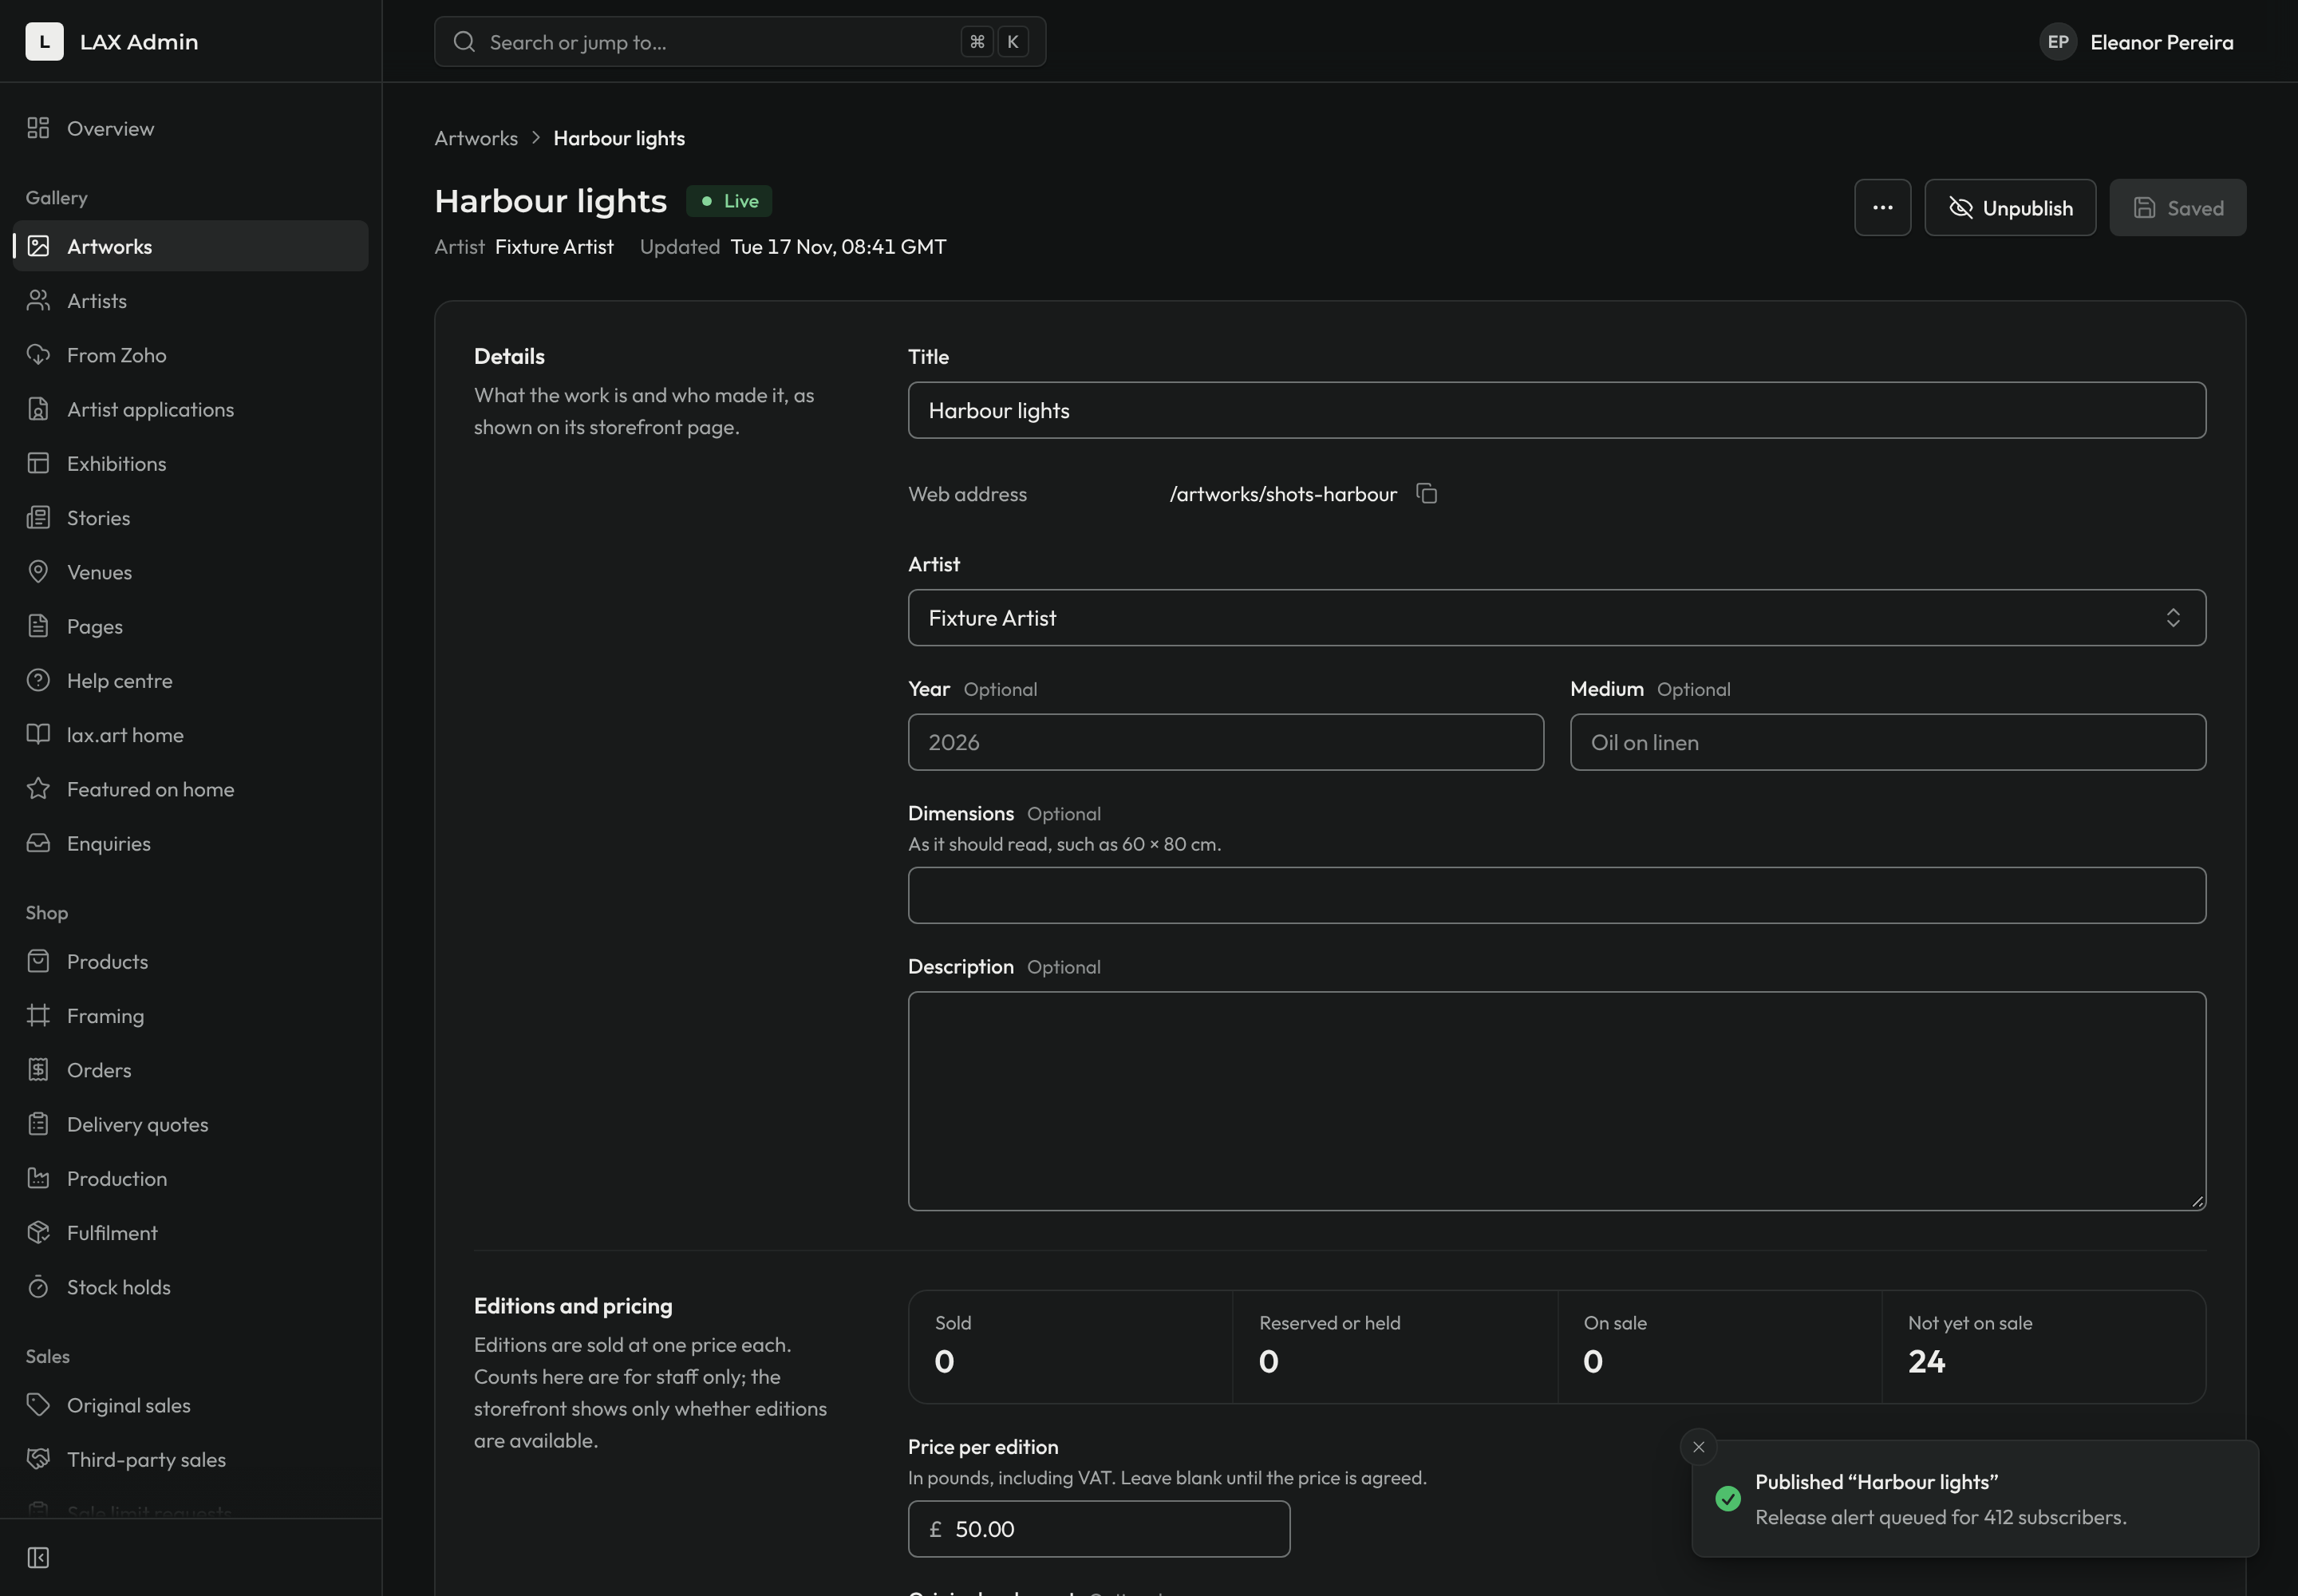 L LAX Admin
Search or jump to...
⌘ K
EP Eleanor Pereira
Overview
Gallery
Artworks
Artists
From Zoho
Artist applications
Exhibitions
Stories
Venues
Pages
Help centre
lax.art home
Featured on home
Enquiries
Shop
Products
Framing
Orders
Delivery quotes
Production
Fulfilment
Stock holds
Sales
Original sales
Third-party sales
Sale limit requests
Artworks > Harbour lights
Harbour lights
Live
Artist Fixture Artist Updated Tue 17 Nov, 08:41 GMT
Unpublish
Saved
Details
What the work is and who made it, as
shown on its storefront page.
Title
Harbour lights
Web address /artworks/shots-harbour
Artist
Fixture Artist
Year Optional
2026
Medium Optional
Oil on linen
Dimensions Optional
As it should read, such as 60 × 80 cm.
Description Optional
Editions and pricing
Editions are sold at one price each.
Counts here are for staff only; the
storefront shows only whether editions
are available.
Sold
0
Reserved or held
0
On sale
0
Not yet on sale
24
Price per edition
In pounds, including VAT. Leave blank until the price is agreed.
£ 50.00
Published “Harbour lights”
Release alert queued for 412 subscribers.